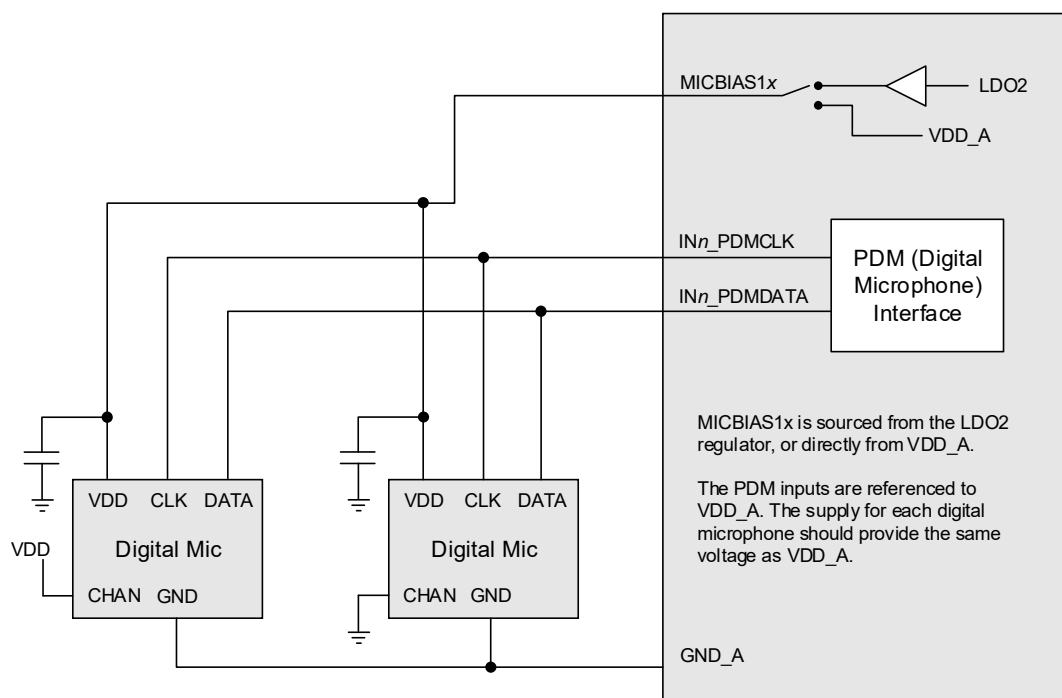 MICBIAS1x
LDO2
VDD_A
INn_PDMCLK
INn_PDMDATA
PDM (Digital
Microphone)
Interface
MICBIAS1x is sourced from the LDO2
regulator, or directly from VDD_A.
The PDM inputs are referenced to
VDD_A. The supply for each digital
microphone should provide the same
voltage as VDD_A.
VDD CLK DATA
Digital Mic
VDD
CHAN GND
VDD CLK DATA
Digital Mic
CHAN GND
GND_A